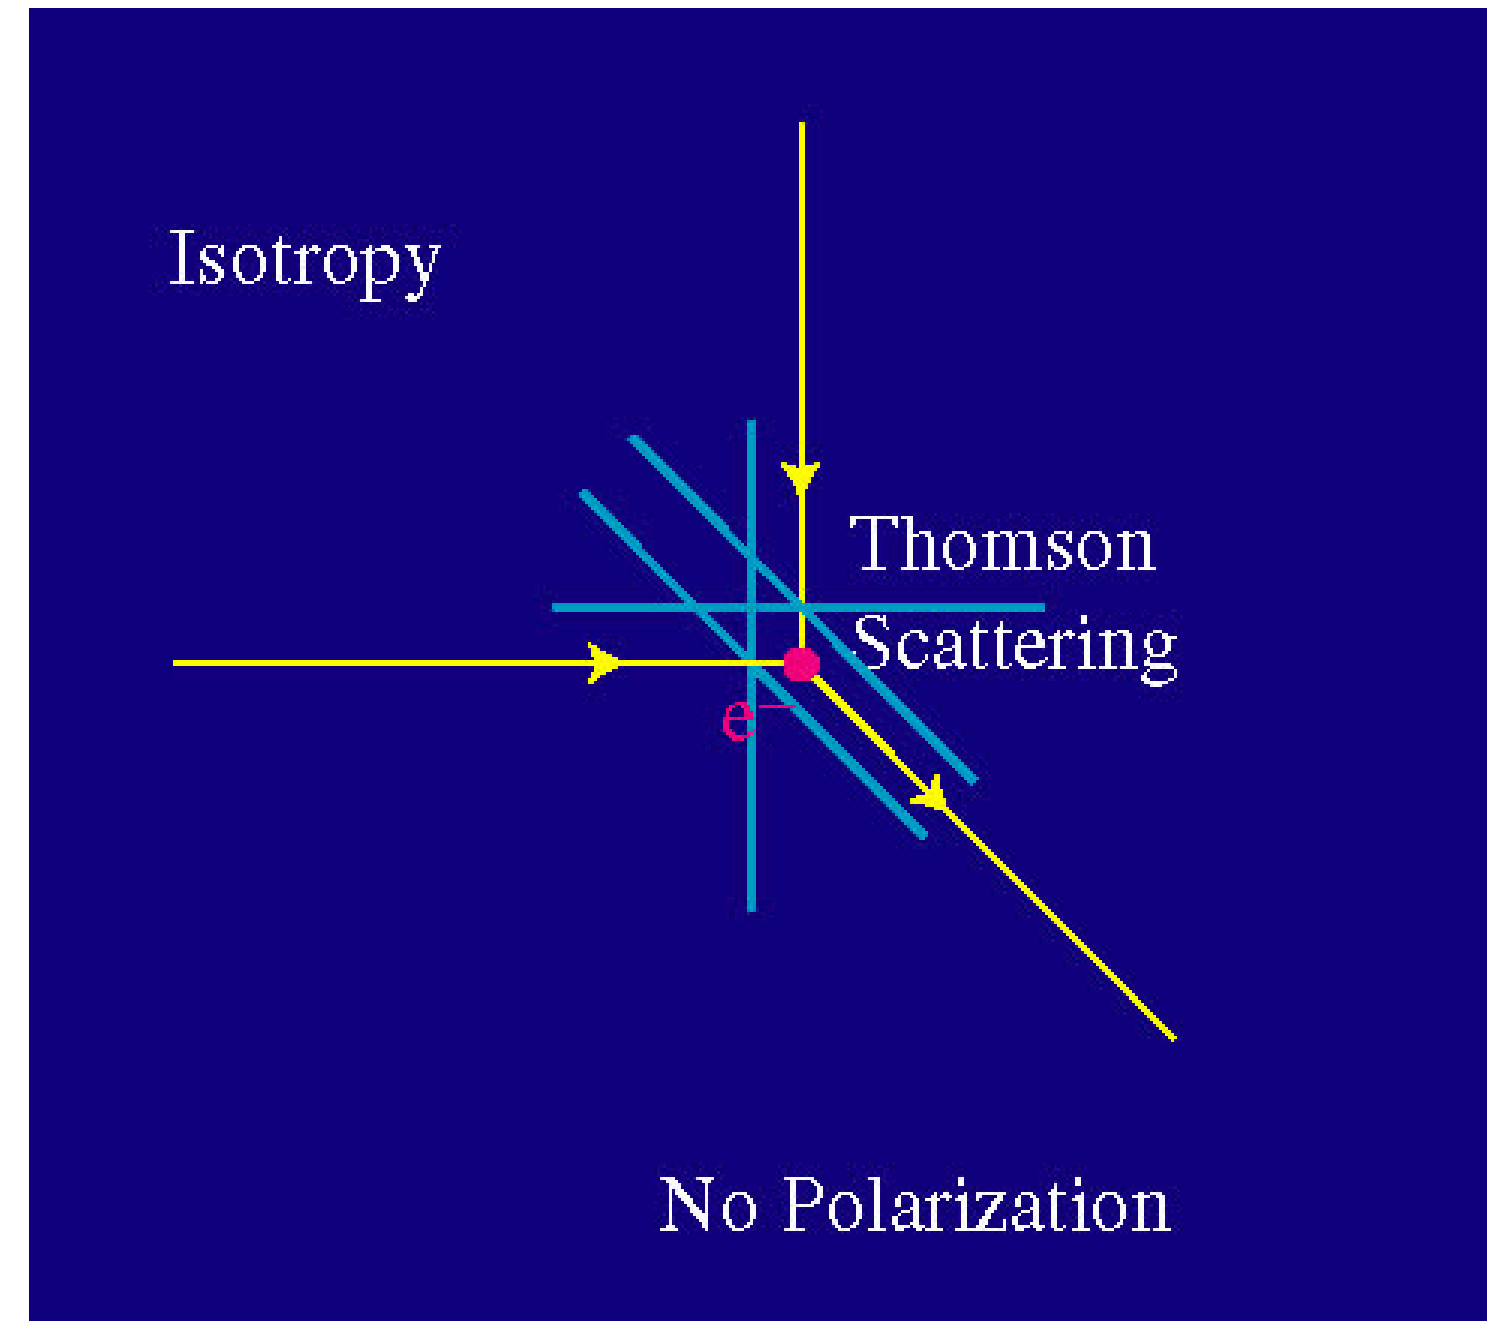 Isotropy
Thomson
Scattering
e−
No Polarization